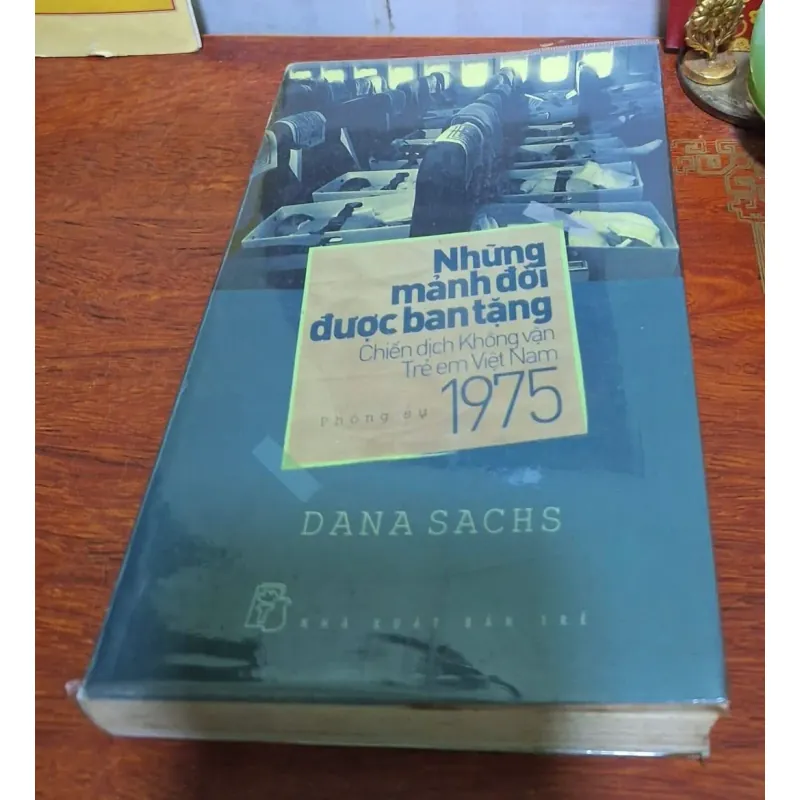 Những
mảnh đời
được ban tặng
Chiến dịch Không vận
Trẻ em Việt Nam
Phóng sự 1975
DANA SACHS
NHÀ XUẤT BẢN TRẺ